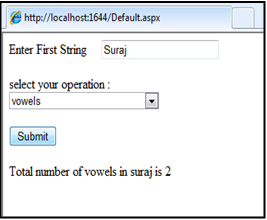 http://localhost:1644/Default.aspx
Enter First String Suraj
select your operation :
vowels
Submit
Total number of vowels in suraj is 2